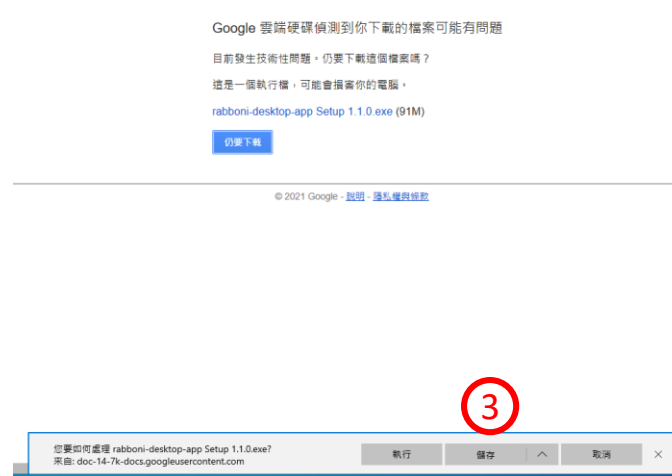 Google 雲端硬碟偵測到你下載的檔案可能有問題
目前發生技術性問題，仍要下載這個檔案嗎？
這是一個執行檔，可能會損害你的電腦。
rabboni-desktop-app Setup 1.1.0.exe (91M)
仍要下載
© 2021 Google - 說明 - 隱私權與條款
3
您要如何處理 rabboni-desktop-app Setup 1.1.0.exe?
來自: doc-14-7k-docs.googleusercontent.com
執行 儲存 取消